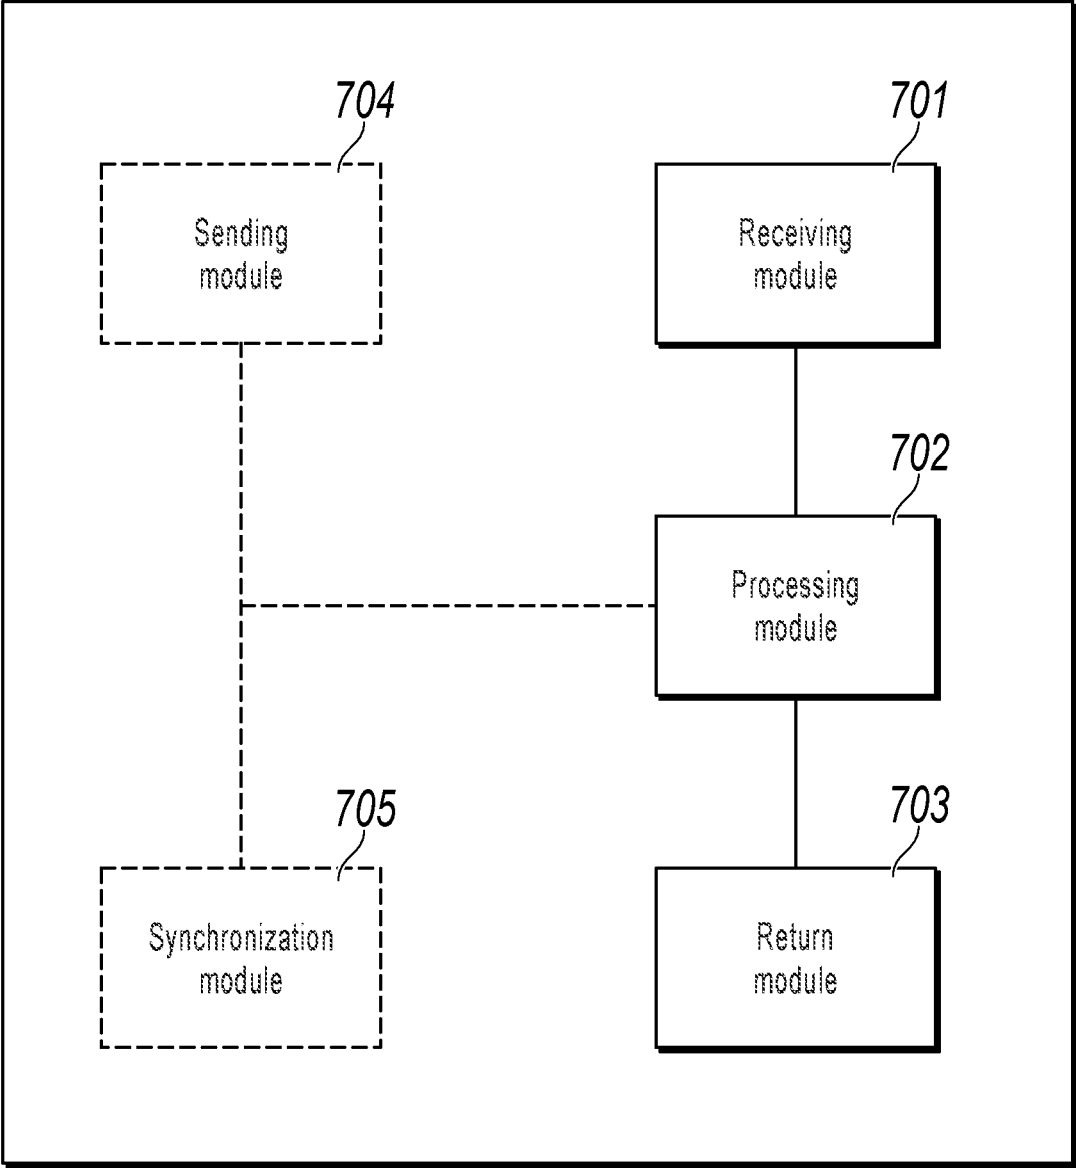 704
Sending
module
701
Receiving
module
702
Processing
module
705
Synchronization
module
703
Return
module